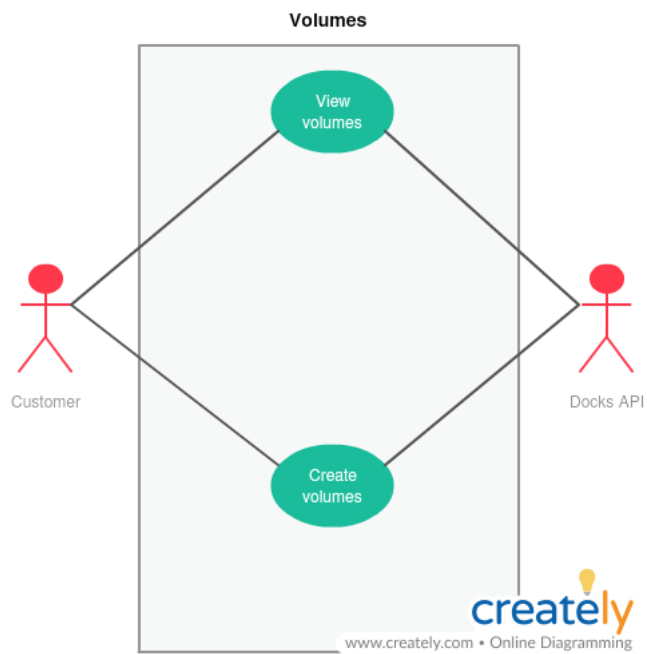 Volumes
View
volumes
Customer
Docks API
Create
volumes
creately
www.creately.com • Online Diagramming